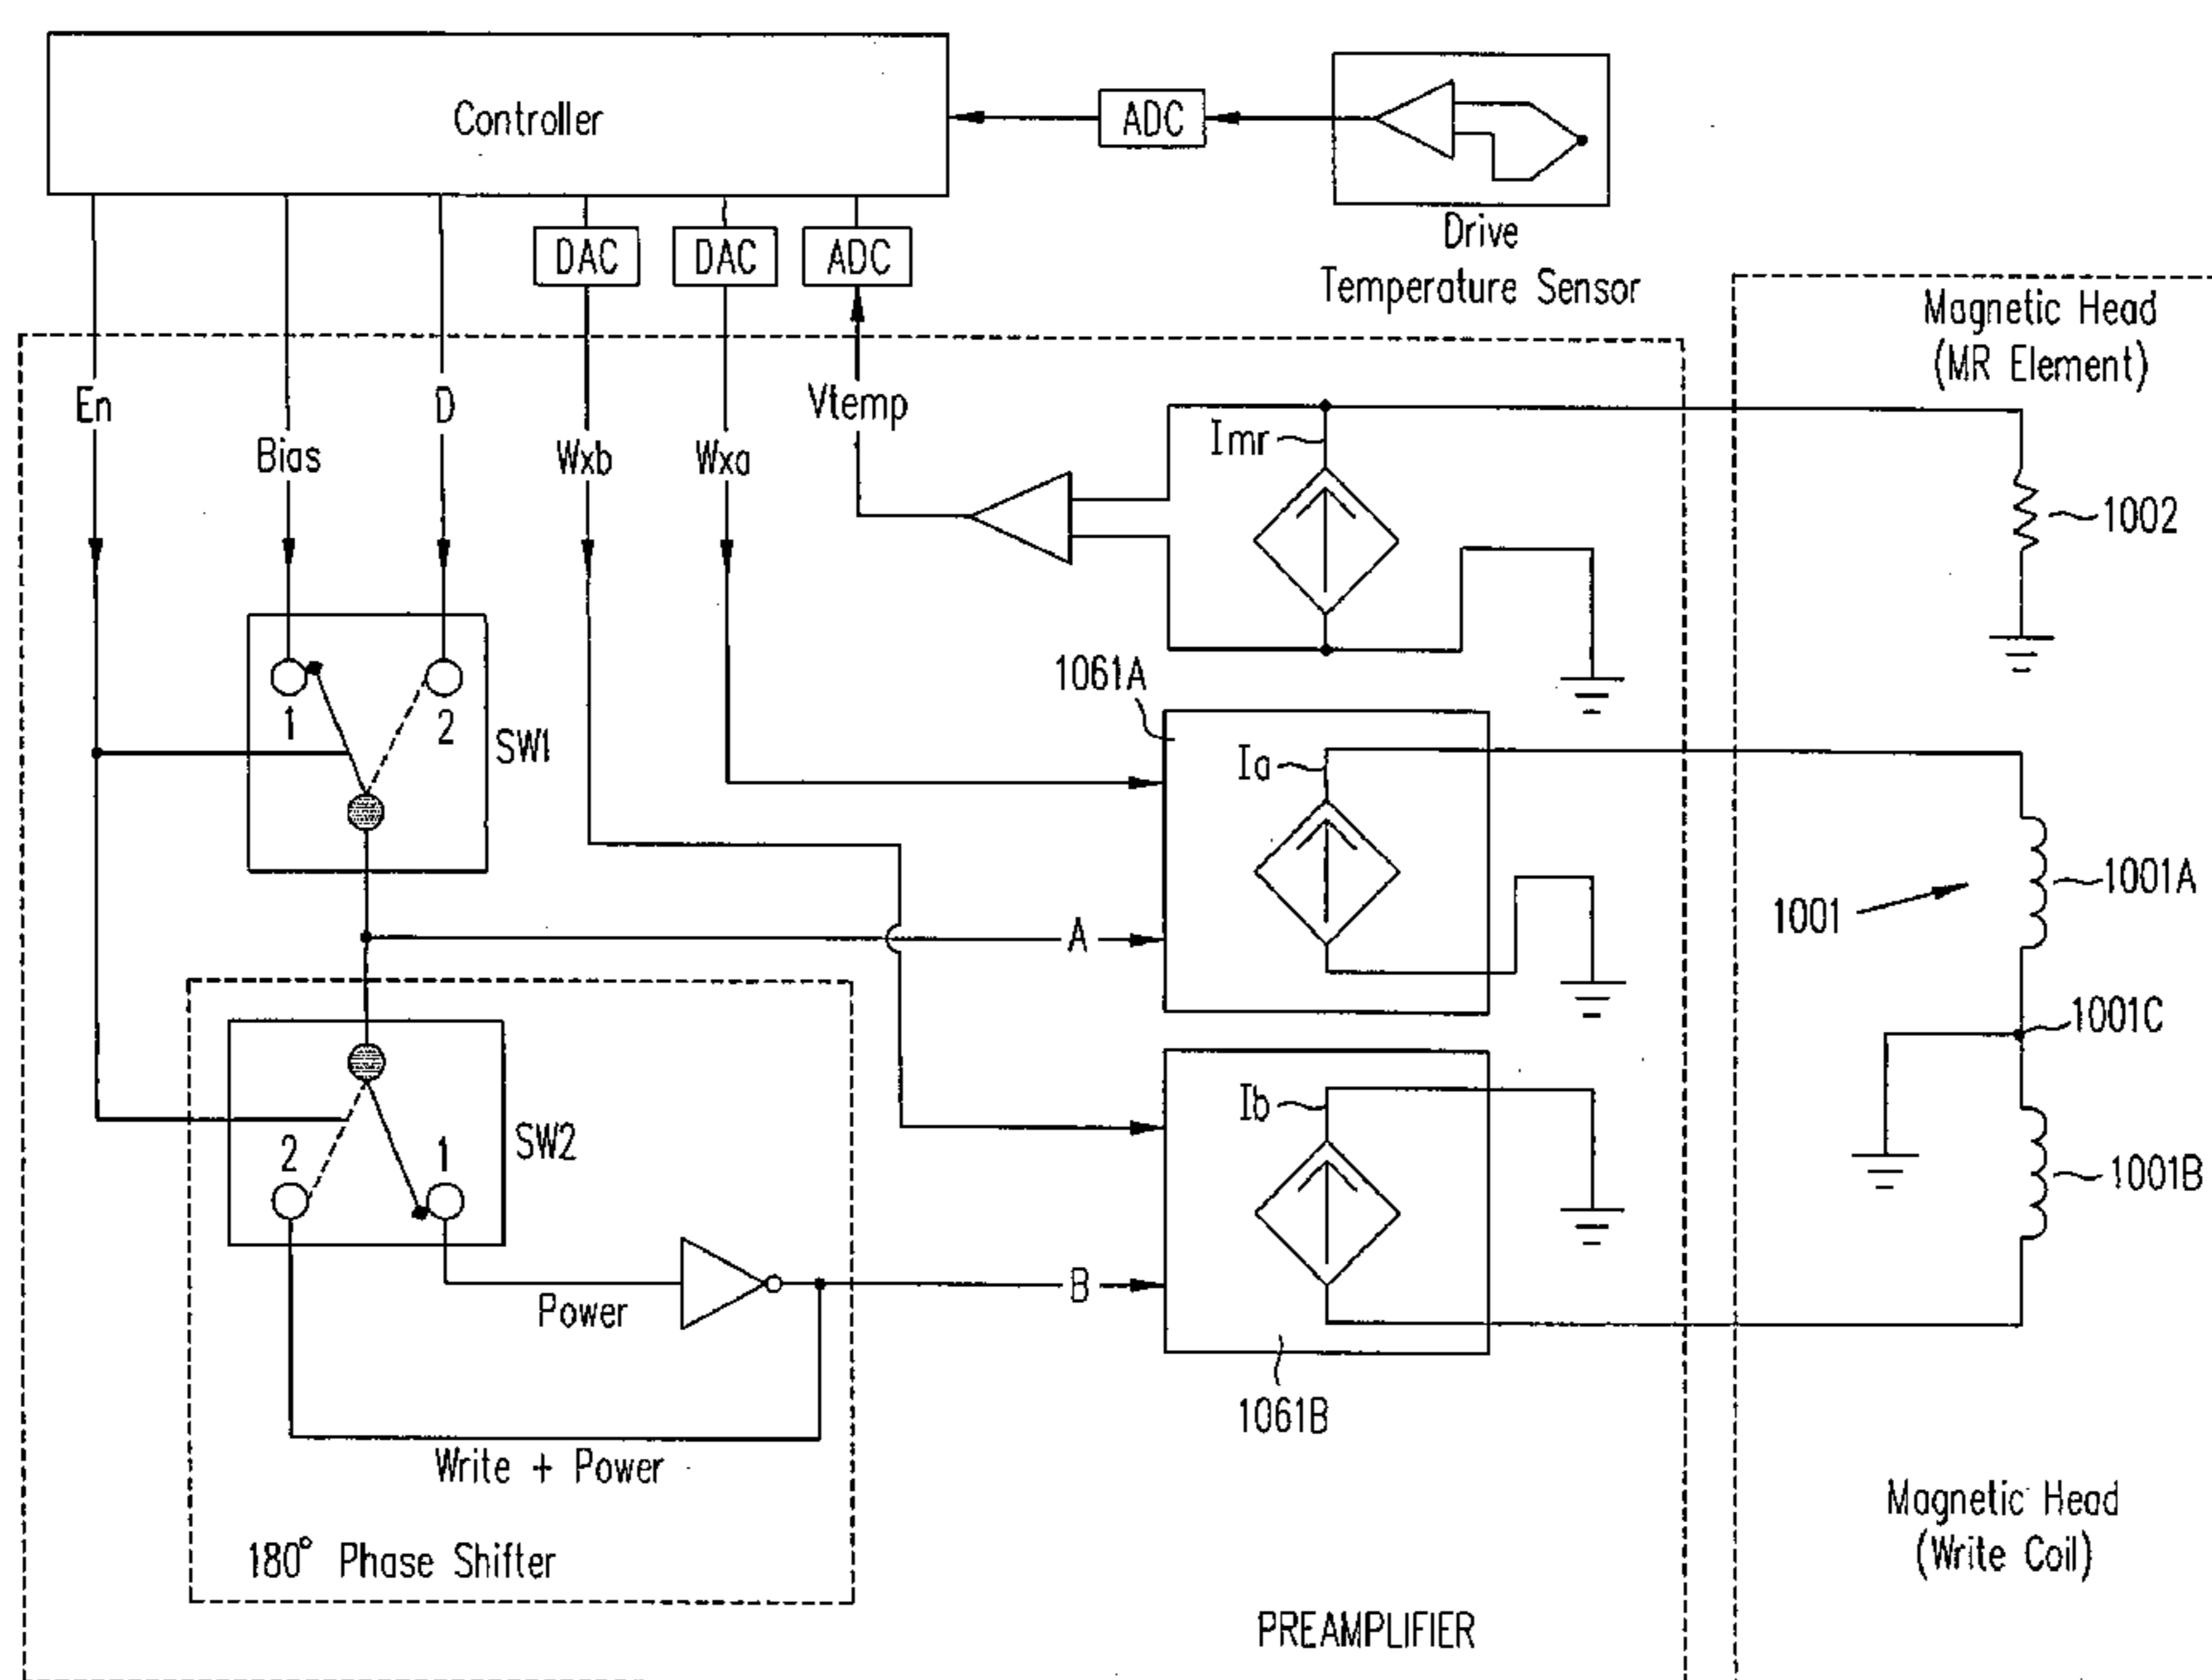 Controller
ADC
Drive
Temperature Sensor
DAC
DAC
ADC
Magnetic Head
(MR Element)
En
Bias
D
Wxb
Wxa
Vtemp
Imr
1002
1
2
SW1
1061A
Ia
1001
1001A
A
1001C
2
1
SW2
Ib
1001B
Power
B
1061B
Write + Power
180° Phase Shifter
Magnetic Head
(Write Coil)
PREAMPLIFIER